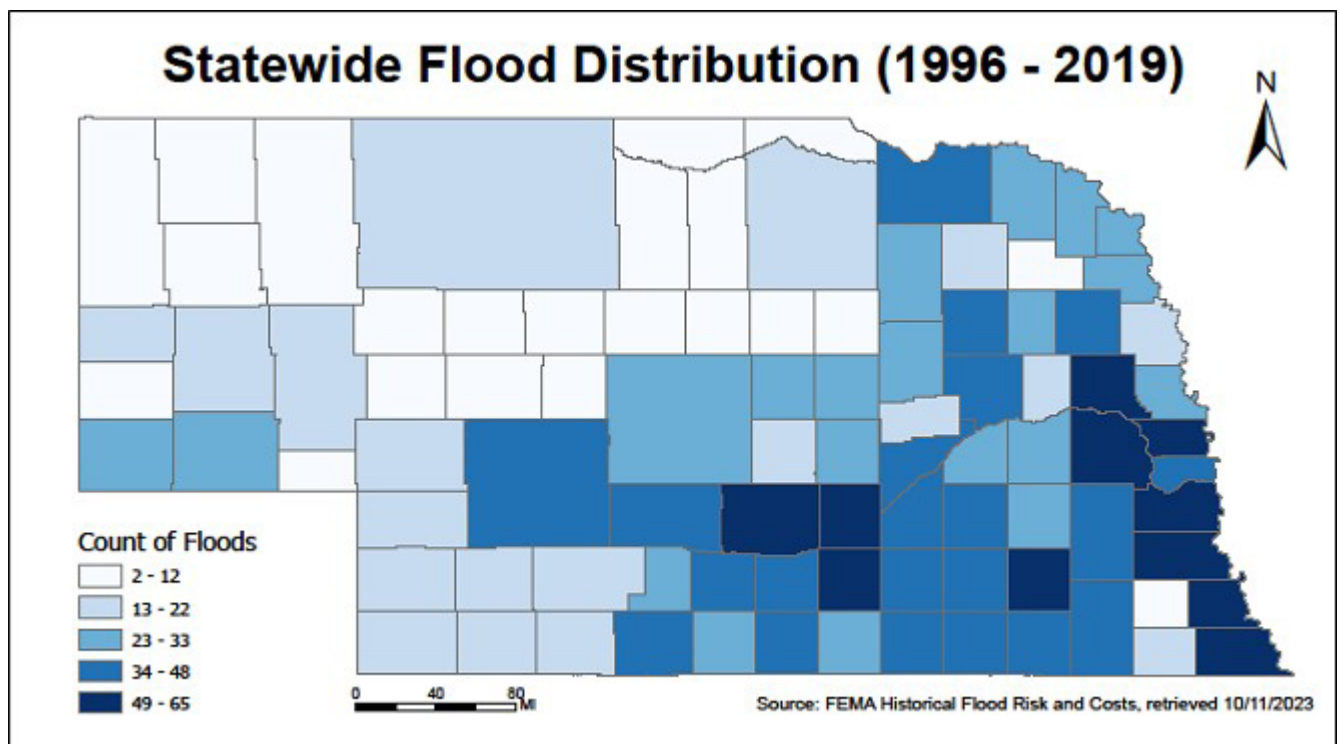 Statewide Flood Distribution (1996 - 2019)
N
Count of Floods
2 - 12
13 - 22
23 - 33
34 - 48
49 - 65
0 40 80
MI
Source: FEMA Historical Flood Risk and Costs, retrieved 10/11/2023